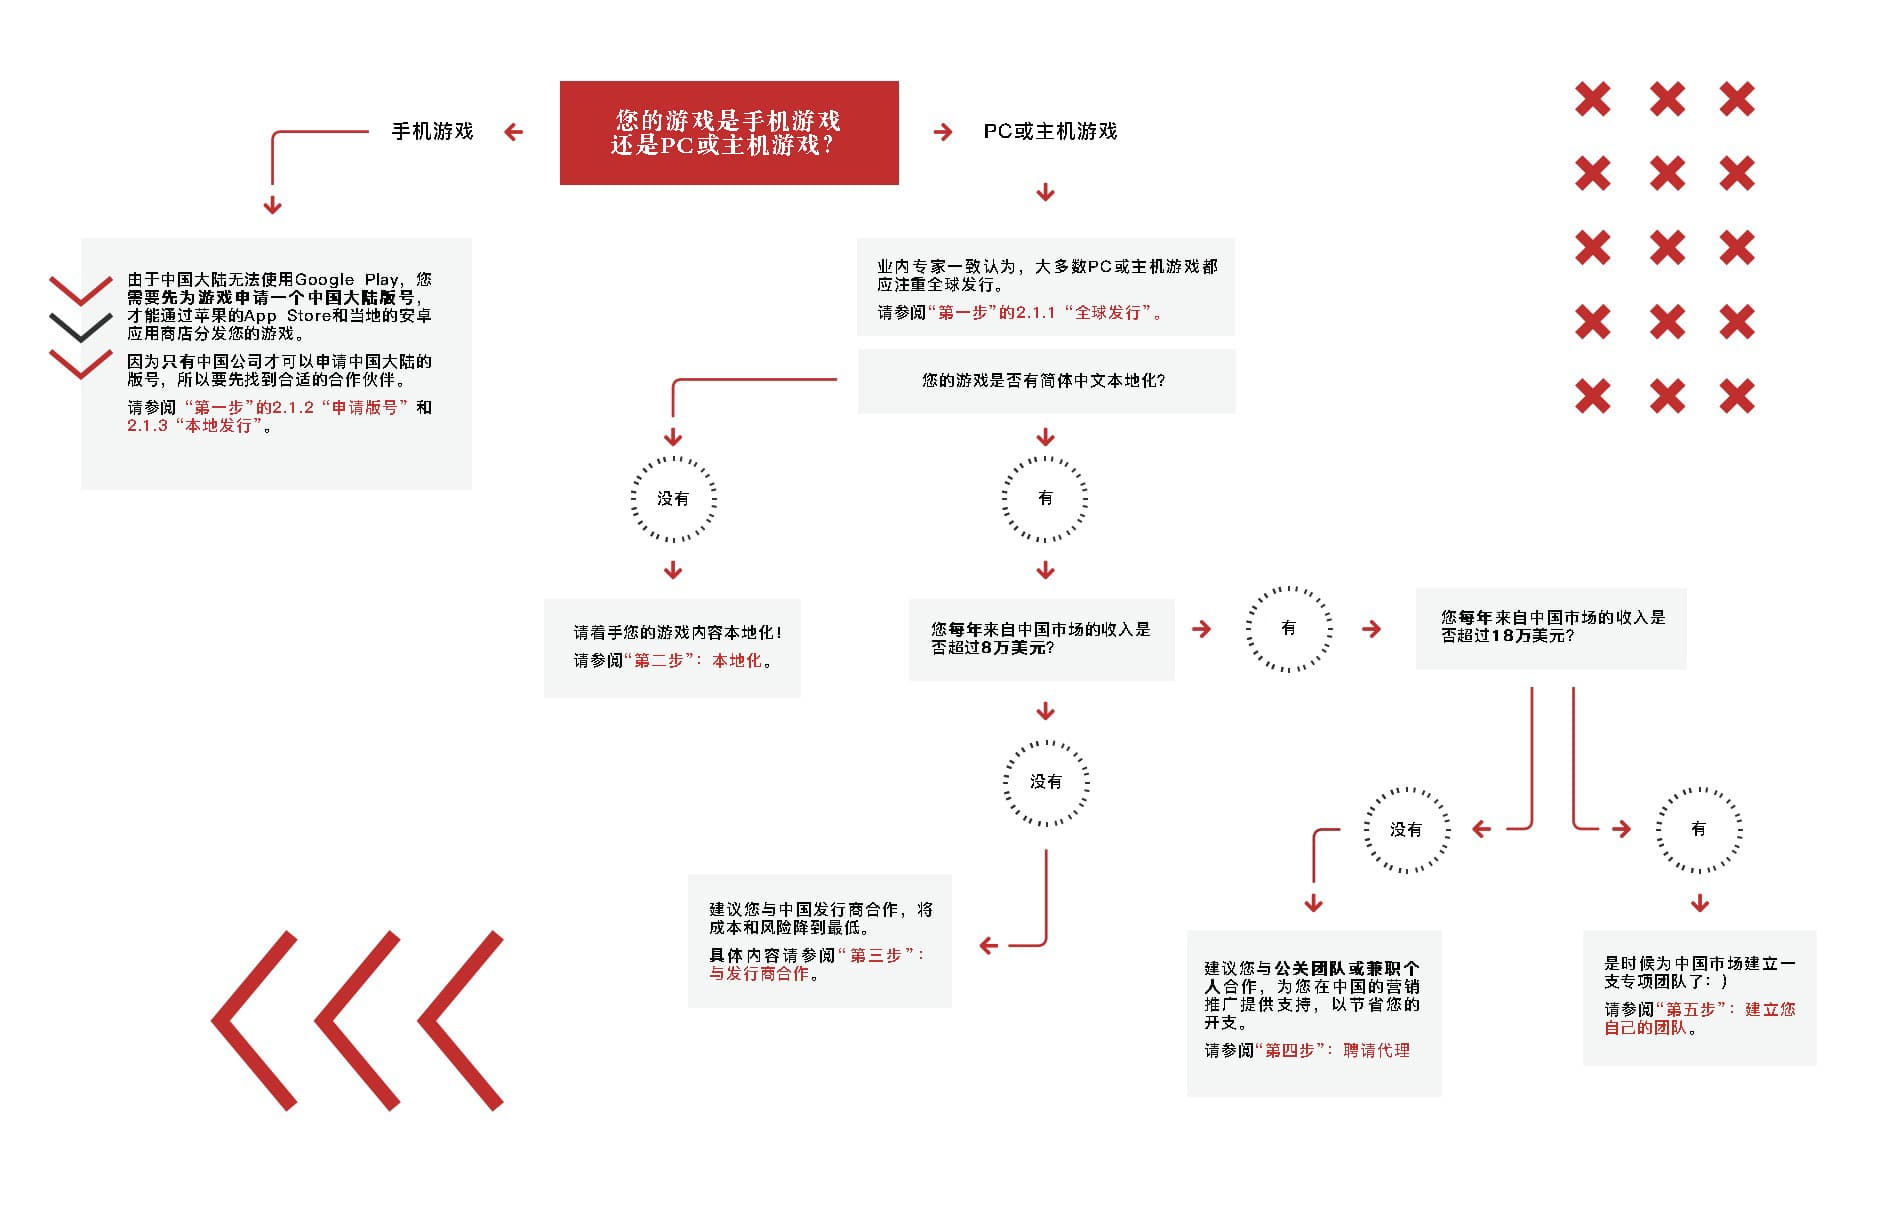 手机游戏
您的游戏是手机游戏
还是PC或主机游戏？
PC或主机游戏
由于中国大陆无法使用Google Play，您
需要先为游戏申请一个中国大陆版号，
才能通过苹果的App Store和当地的安卓
应用商店分发您的游戏。
因为只有中国公司才可以申请中国大陆的
版号，所以要先找到合适的合作伙伴。
请参阅 “第一步”的2.1.2 “申请版号” 和
2.1.3 “本地发行”。
业内专家一致认为，大多数PC或主机游戏都
应注重全球发行。
请参阅“第一步”的2.1.1 “全球发行”。
您的游戏是否有简体中文本地化？
没有
有
请着手您的游戏内容本地化！
请参阅“第二步”：本地化。
您每年来自中国市场的收入是
否超过8万美元？
有
您每年来自中国市场的收入是
否超过18万美元？
没有
没有
有
建议您与中国发行商合作，将
成本和风险降到最低。
具体内容请参阅“第三步”：
与发行商合作。
建议您与公关团队或兼职个
人合作，为您在中国的营销
推广提供支持，以节省您的
开支。
请参阅“第四步”：聘请代理
是时候为中国市场建立一
支专项团队了：)
请参阅“第五步”：建立您
自己的团队。